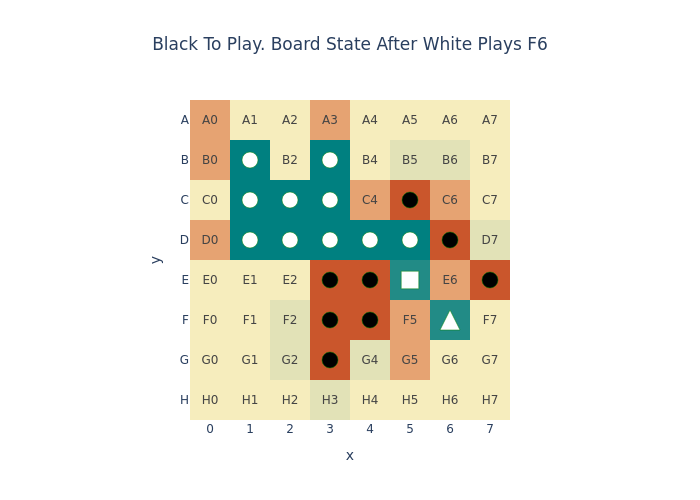 Black To Play. Board State After White Plays F6
A A0 A1 A2 A3 A4 A5 A6 A7
B B0 B2 B4 B5 B6 B7
C C0 C4 C6 C7
D D0 D7
E E0 E1 E2 E6
F F0 F1 F2 F5 F7
G G0 G1 G2 G4 G5 G6 G7
H H0 H1 H2 H3 H4 H5 H6 H7
0 1 2 3 4 5 6 7
x
y